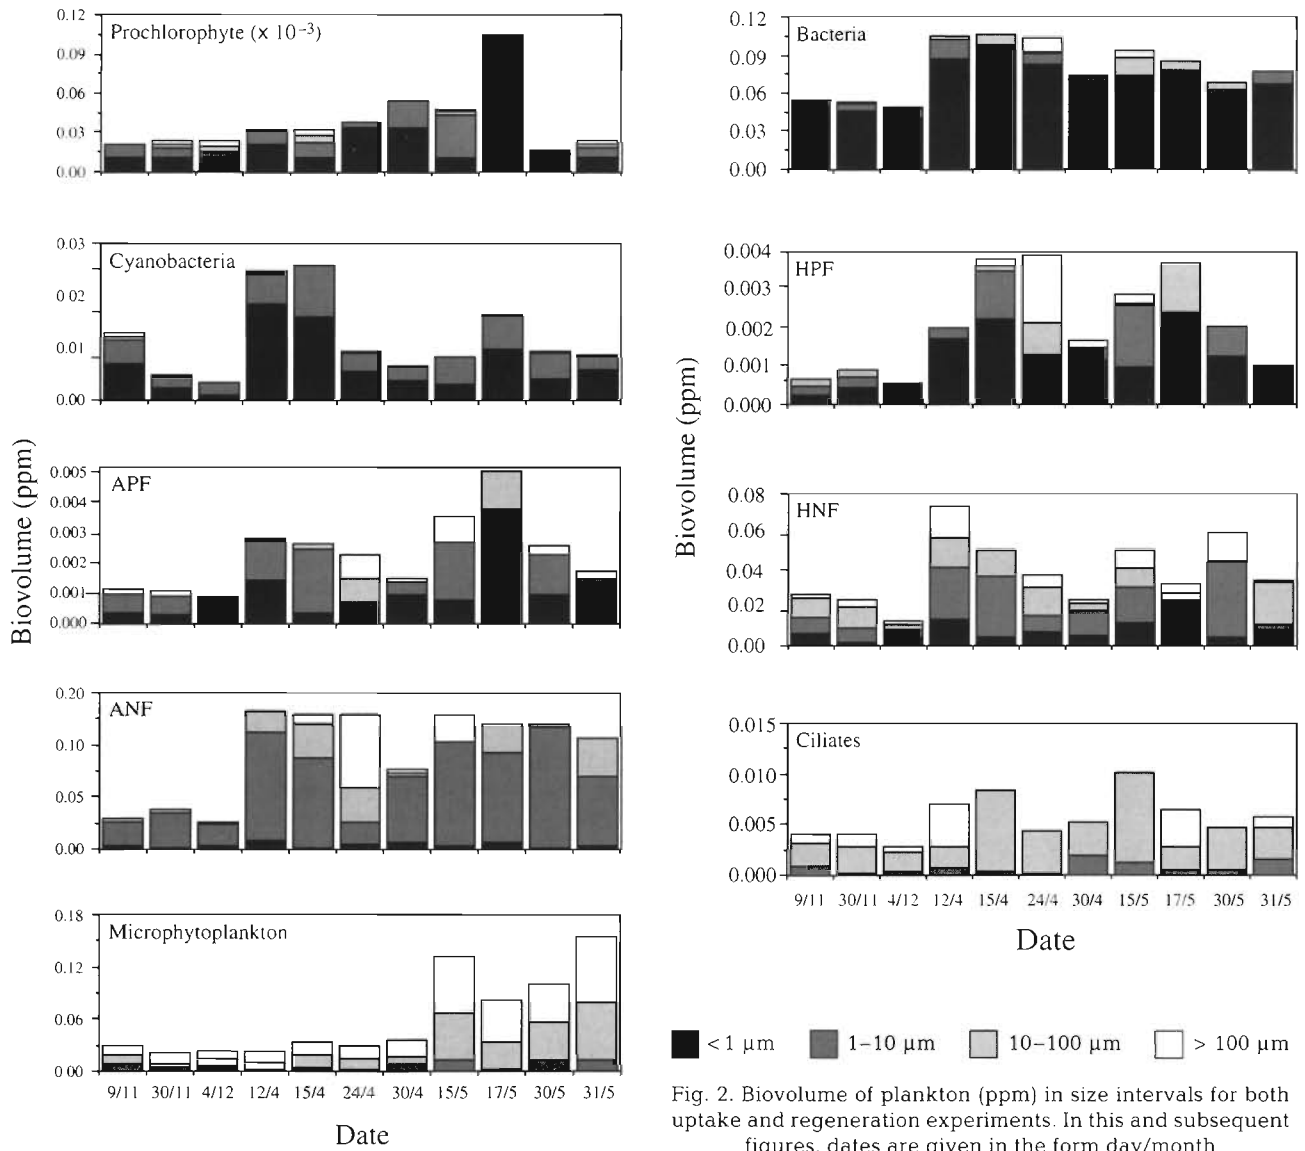 0.12
0.09
0.06
0.03
0.00
Prochlorophyte (x 10⁻³)
0.03
0.02
0.01
0.00
Cyanobacteria
0.005
0.004
0.003
0.002
0.001
0.000
APF
0.20
0.10
0.05
0.00
ANF
0.18
0.12
0.06
0.00
Microphytoplankton
9/11 30/11 4/12 12/4 15/4 24/4 30/4 15/5 17/5 30/5 31/5
Biovolume (ppm)
Date
0.12
0.09
0.06
0.03
0.00
Bacteria
0.004
0.003
0.002
0.001
0.000
HPF
0.08
0.06
0.04
0.02
0.00
HNF
0.015
0.010
0.005
0.000
Ciliates
9/11 30/11 4/12 12/4 15/4 24/4 30/4 15/5 17/5 30/5 31/5
Biovolume (ppm)
Date
< 1 µm 1–10 µm 10–100 µm > 100 µm
Fig. 2. Biovolume of plankton (ppm) in size intervals for both
uptake and regeneration experiments. In this and subsequent
figures, dates are given in the form day/month